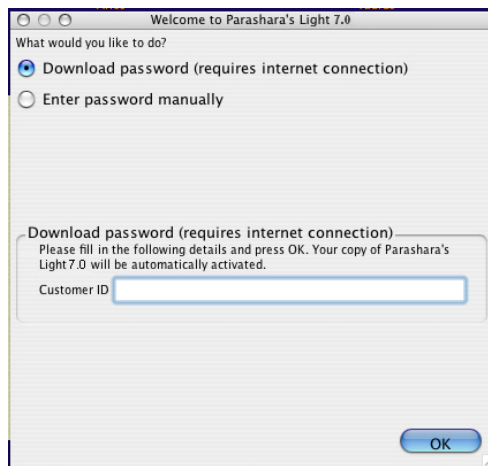 Welcome to Parashara's Light 7.0
What would you like to do?
Download password (requires internet connection)
Enter password manually
Download password (requires internet connection)
Please fill in the following details and press OK. Your copy of Parashara's
Light 7.0 will be automatically activated.
Customer ID
OK